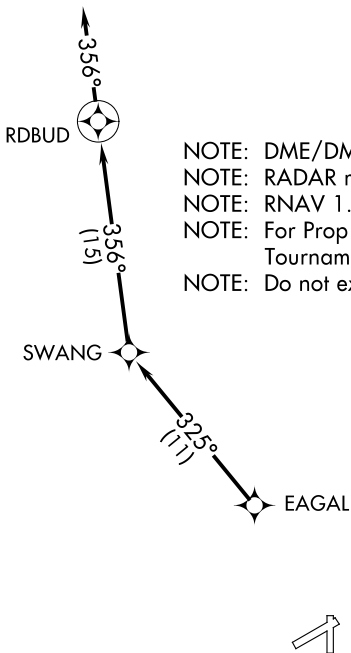 356°
RDBUD
NOTE: DME/DM
NOTE: RADAR
NOTE: RNAV 1.
NOTE: For Prop
Tournam
NOTE: Do not ex
356°
(15)
SWANG
325°
(11)
EAGAL